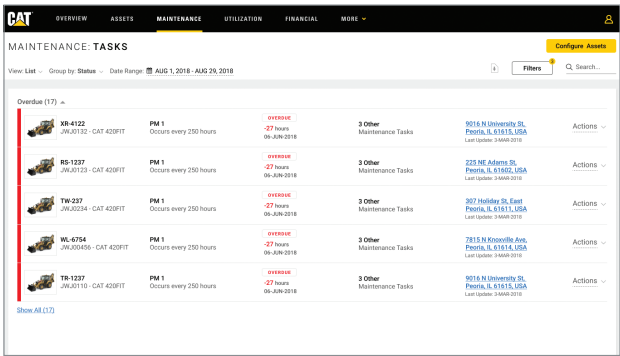 CAT OVERVIEW ASSETS MAINTENANCE UTILIZATION FINANCIAL MORE
MAINTENANCE: TASKS
Configure Assets
View: List Group by: Status Date Range: AUG 1, 2018 - AUG 29, 2018
Filters 3
Search...
Overdue (17)
XR-4122
JWJ0132 - CAT 420FIT
PM 1
Occurs every 250 hours
OVERDUE
-27 hours
06-JUN-2018
3 Other
Maintenance Tasks
9016 N University St,
Peoria, IL 61615, USA
Last Update: 3-MAR-2018
Actions
RS-1237
JWJ0123 - CAT 420FIT
PM 1
Occurs every 250 hours
OVERDUE
-27 hours
06-JUN-2018
3 Other
Maintenance Tasks
225 NE Adams St,
Peoria, IL 61602, USA
Last Update: 3-MAR-2018
Actions
TW-237
JWJ0234 - CAT 420FIT
PM 1
Occurs every 250 hours
OVERDUE
-27 hours
06-JUN-2018
3 Other
Maintenance Tasks
307 Holiday St, East
Peoria, IL 61611, USA
Last Update: 3-MAR-2018
Actions
WL-6754
JWJ00456 - CAT 420FIT
PM 1
Occurs every 250 hours
OVERDUE
-27 hours
06-JUN-2018
3 Other
Maintenance Tasks
7815 N Knoxville Ave,
Peoria, IL 61614, USA
Last Update: 3-MAR-2018
Actions
TR-1237
JWJ0110 - CAT 420FIT
PM 1
Occurs every 250 hours
OVERDUE
-27 hours
06-JUN-2018
3 Other
Maintenance Tasks
9016 N University St,
Peoria, IL 61615, USA
Last Update: 3-MAR-2018
Actions
Show All (17)